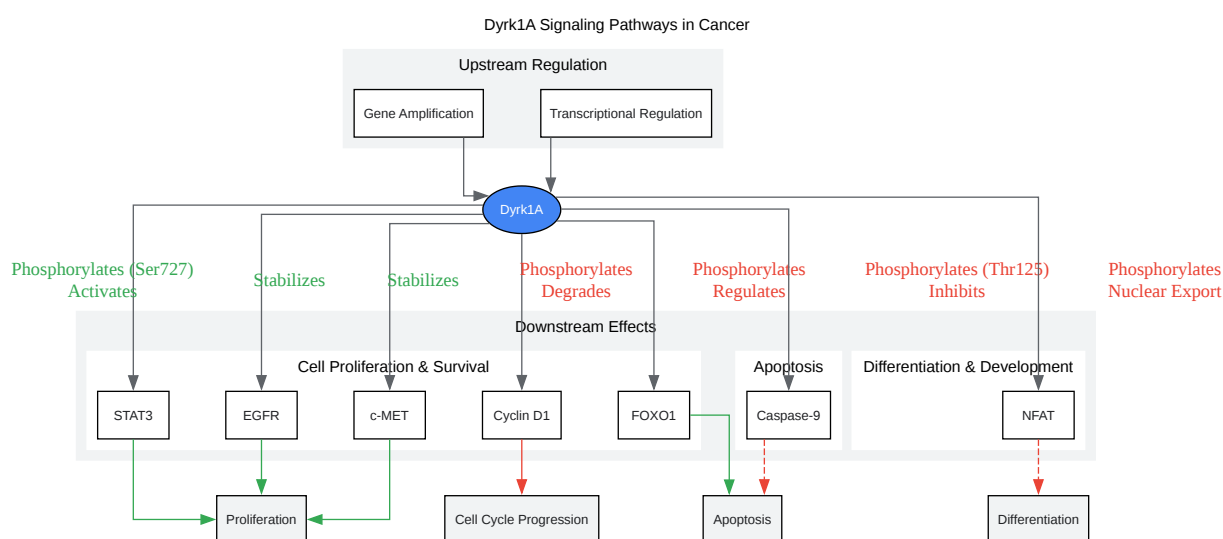 Dyrk1A Signaling Pathways in Cancer
Upstream Regulation
Gene Amplification
Transcriptional Regulation
Dyrk1A
Phosphorylates (Ser727)
Activates
Stabilizes
Stabilizes
Phosphorylates
Degrades
Phosphorylates
Regulates
Phosphorylates (Thr125)
Inhibits
Phosphorylates
Nuclear Export
Downstream Effects
Cell Proliferation & Survival
Apoptosis
Differentiation & Development
STAT3
EGFR
c-MET
Cyclin D1
FOXO1
Caspase-9
NFAT
Proliferation
Cell Cycle Progression
Apoptosis
Differentiation